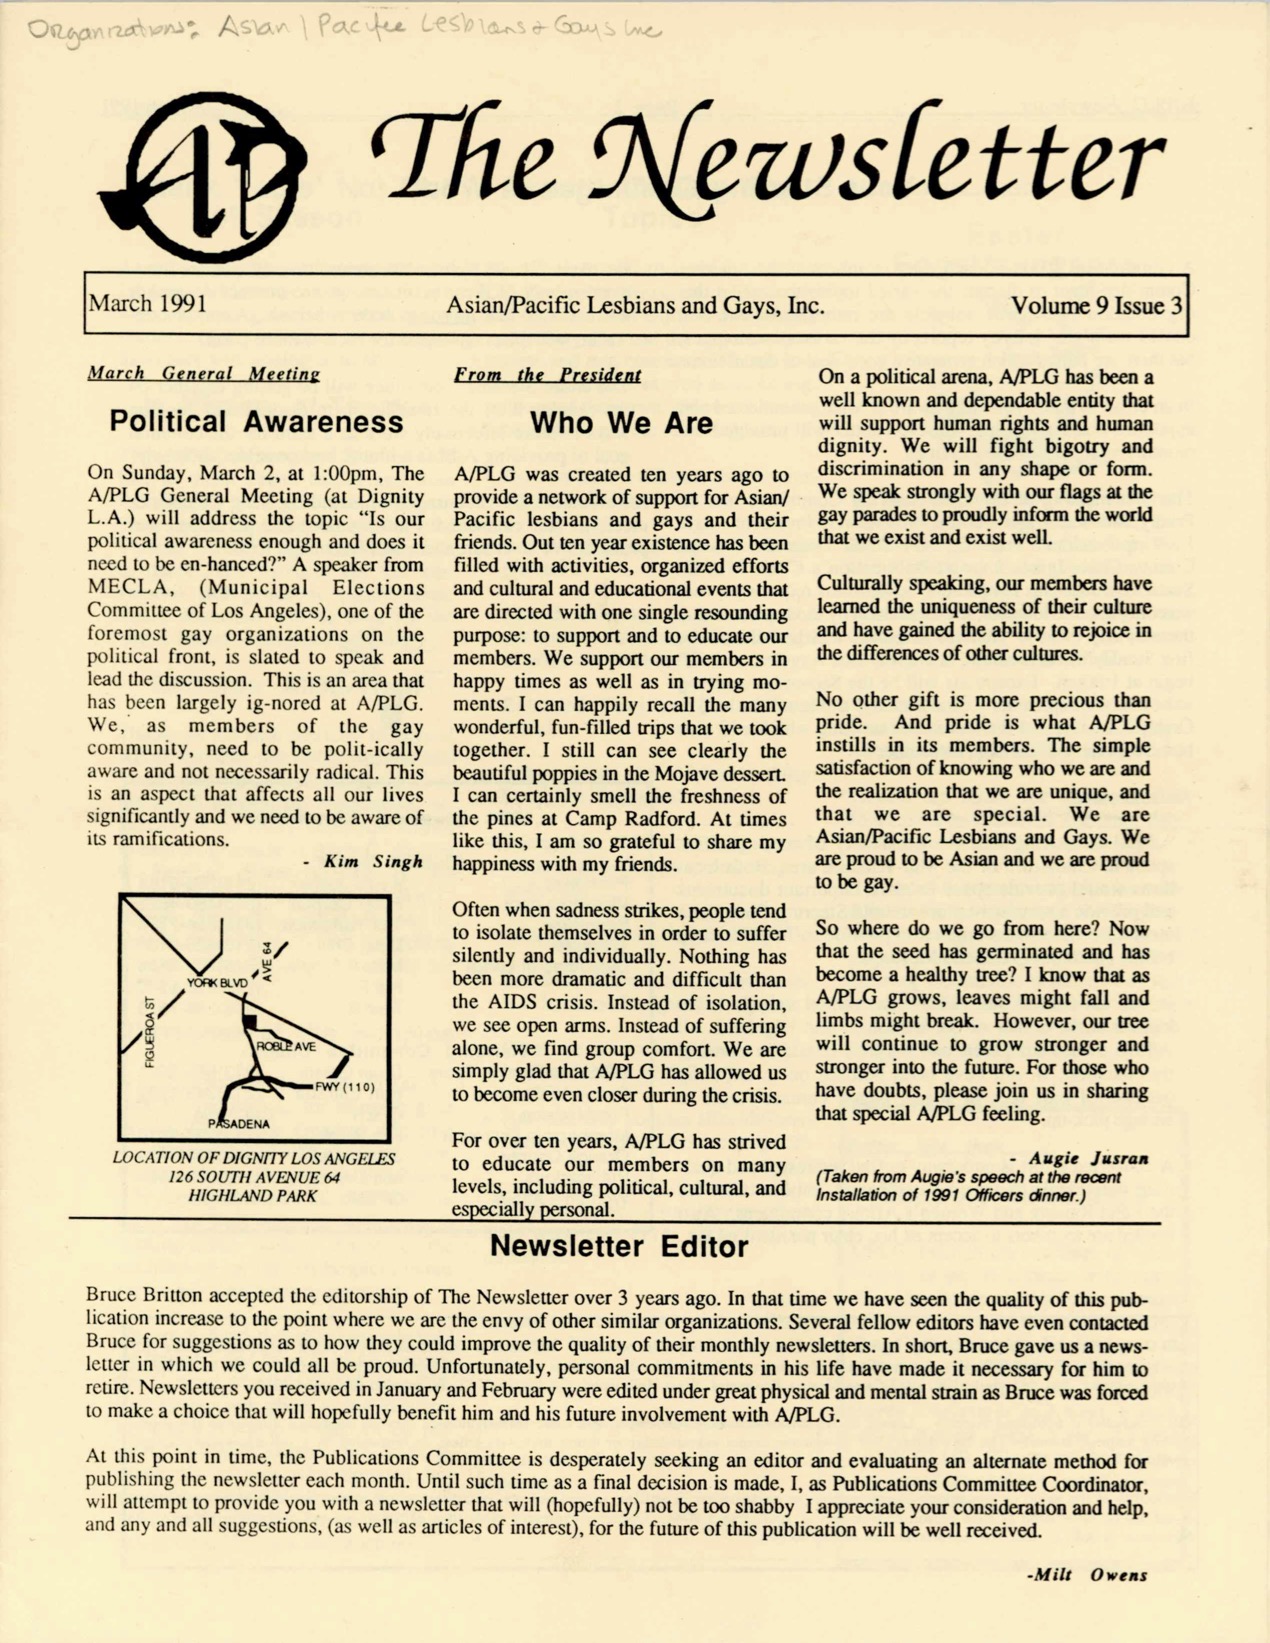 Organizations: Asian | Pacific Lesbians + Gays Inc
AP
The Newsletter
March 1991
Asian/Pacific Lesbians and Gays, Inc.
Volume 9 Issue 3
March General Meeting
Political Awareness
On Sunday, March 2, at 1:00pm, The
A/PLG General Meeting (at Dignity
L.A.) will address the topic “Is our
political awareness enough and does it
need to be en-hanced?” A speaker from
MECLA, (Municipal Elections
Committee of Los Angeles), one of the
foremost gay organizations on the
political front, is slated to speak and
lead the discussion. This is an area that
has been largely ig-nored at A/PLG.
We, as members of the gay
community, need to be polit-ically
aware and not necessarily radical. This
is an aspect that affects all our lives
significantly and we need to be aware of
its ramifications.
- Kim Singh
YORK BLVD
AVE 64
FIGUEROA ST
ROBLE AVE
FWY (110)
PASADENA
LOCATION OF DIGNITY LOS ANGELES
126 SOUTH AVENUE 64
HIGHLAND PARK
From the President
Who We Are
A/PLG was created ten years ago to
provide a network of support for Asian/
Pacific lesbians and gays and their
friends. Out ten year existence has been
filled with activities, organized efforts
and cultural and educational events that
are directed with one single resounding
purpose: to support and to educate our
members. We support our members in
happy times as well as in trying mo-
ments. I can happily recall the many
wonderful, fun-filled trips that we took
together. I still can see clearly the
beautiful poppies in the Mojave dessert.
I can certainly smell the freshness of
the pines at Camp Radford. At times
like this, I am so grateful to share my
happiness with my friends.
Often when sadness strikes, people tend
to isolate themselves in order to suffer
silently and individually. Nothing has
been more dramatic and difficult than
the AIDS crisis. Instead of isolation,
we see open arms. Instead of suffering
alone, we find group comfort. We are
simply glad that A/PLG has allowed us
to become even closer during the crisis.
For over ten years, A/PLG has strived
to educate our members on many
levels, including political, cultural, and
especially personal.
On a political arena, A/PLG has been a
well known and dependable entity that
will support human rights and human
dignity. We will fight bigotry and
discrimination in any shape or form.
We speak strongly with our flags at the
gay parades to proudly inform the world
that we exist and exist well.
Culturally speaking, our members have
learned the uniqueness of their culture
and have gained the ability to rejoice in
the differences of other cultures.
No other gift is more precious than
pride. And pride is what A/PLG
instills in its members. The simple
satisfaction of knowing who we are and
the realization that we are unique, and
that we are special. We are
Asian/Pacific Lesbians and Gays. We
are proud to be Asian and we are proud
to be gay.
So where do we go from here? Now
that the seed has germinated and has
become a healthy tree? I know that as
A/PLG grows, leaves might fall and
limbs might break. However, our tree
will continue to grow stronger and
stronger into the future. For those who
have doubts, please join us in sharing
that special A/PLG feeling.
- Augie Jusran
(Taken from Augie's speech at the recent
Installation of 1991 Officers dinner.)
Newsletter Editor
Bruce Britton accepted the editorship of The Newsletter over 3 years ago. In that time we have seen the quality of this pub-
lication increase to the point where we are the envy of other similar organizations. Several fellow editors have even contacted
Bruce for suggestions as to how they could improve the quality of their monthly newsletters. In short, Bruce gave us a news-
letter in which we could all be proud. Unfortunately, personal commitments in his life have made it necessary for him to
retire. Newsletters you received in January and February were edited under great physical and mental strain as Bruce was forced
to make a choice that will hopefully benefit him and his future involvement with A/PLG.
At this point in time, the Publications Committee is desperately seeking an editor and evaluating an alternate method for
publishing the newsletter each month. Until such time as a final decision is made, I, as Publications Committee Coordinator,
will attempt to provide you with a newsletter that will (hopefully) not be too shabby I appreciate your consideration and help,
and any and all suggestions, (as well as articles of interest), for the future of this publication will be well received.
-Milt Owens